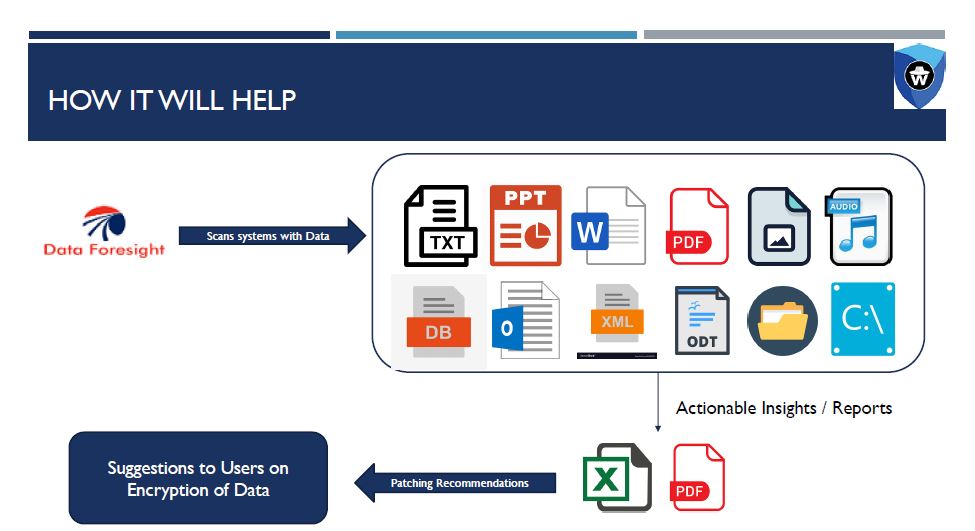 HOW IT WILL HELP
W
Data Foresight
Scans systems with Data
TXT
PPT
W
PDF
AUDIO
DB
O
XML
ODT
C:\
Actionable Insights / Reports
Suggestions to Users on
Encryption of Data
Patching Recommendations
X
PDF